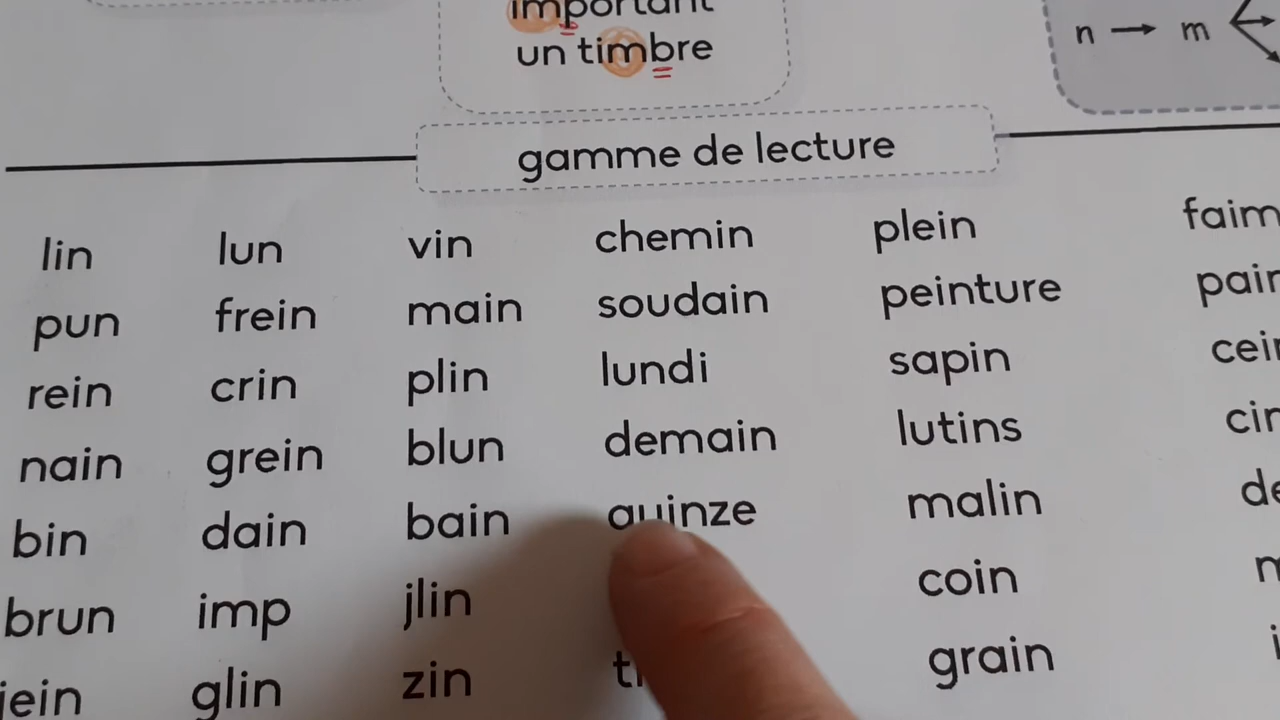 important
un timbre
n → m
gamme de lecture
lin lun vin chemin plein faim
pun frein main soudain peinture
rein crin plin lundi sapin
nain grein blun demain lutins
bin dain bain quinze malin
brun imp jlin coin
jein glin zin grain